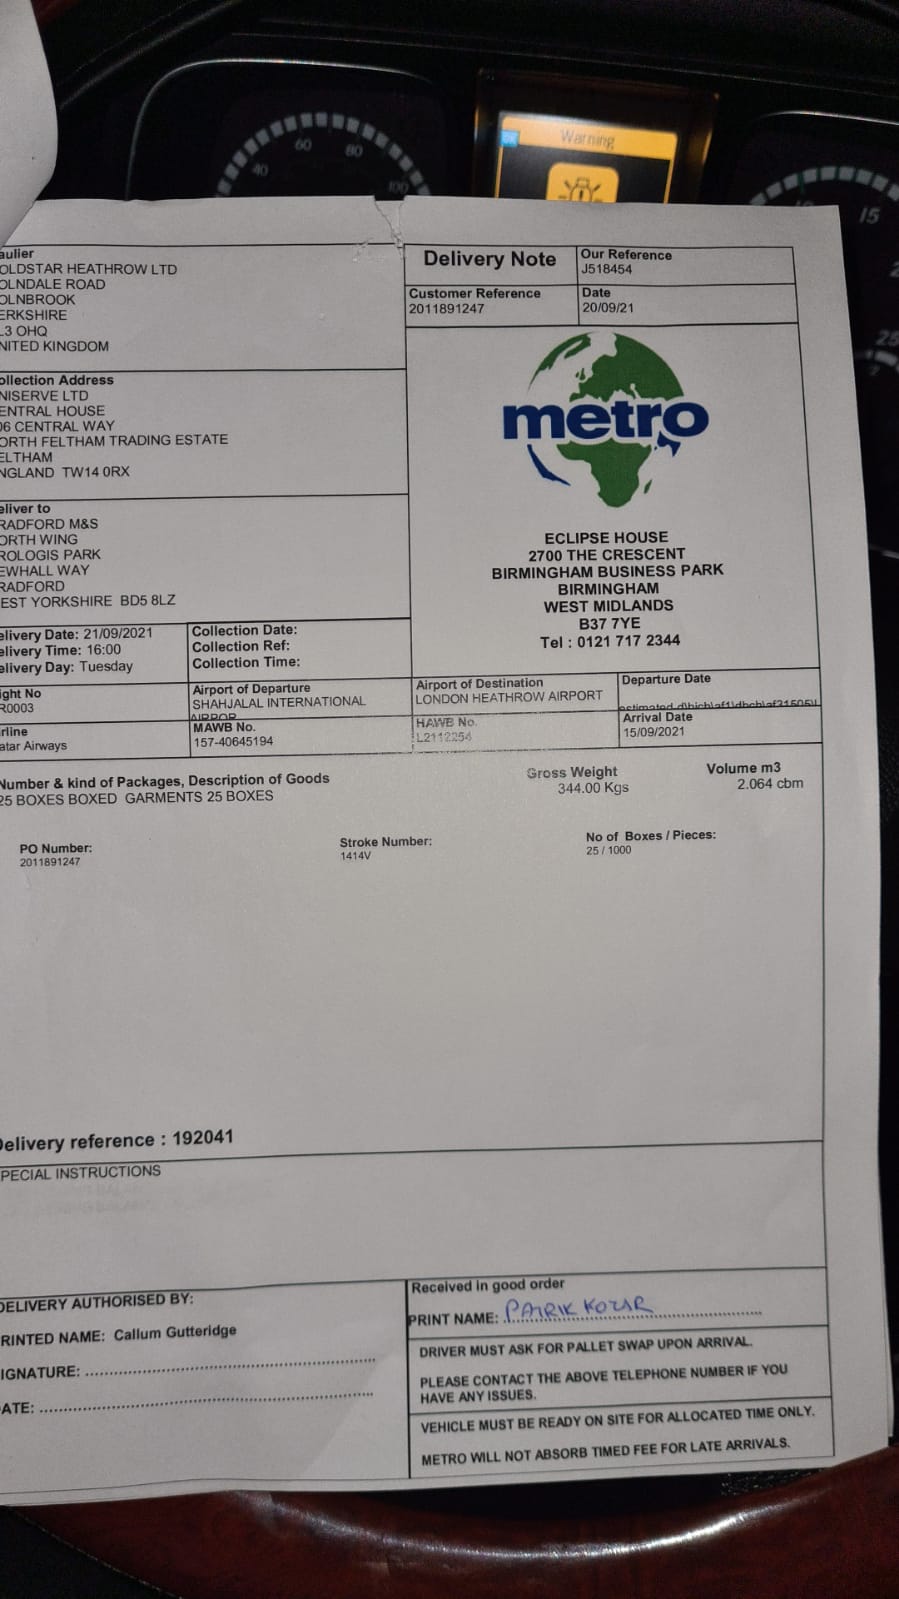 60
80
40
100
OK
Warning
15
25
2
aulier
OLDSTAR HEATHROW LTD
OLNDALE ROAD
OLNBROOK
ERKSHIRE
L3 OHQ
NITED KINGDOM
Delivery Note
Our Reference
J518454
Customer Reference
2011891247
Date
20/09/21
ollection Address
NISERVE LTD
ENTRAL HOUSE
06 CENTRAL WAY
ORTH FELTHAM TRADING ESTATE
ELTHAM
NGLAND TW14 0RX
metro
eliver to
RADFORD M&S
ORTH WING
ROLOGIS PARK
EWHALL WAY
RADFORD
EST YORKSHIRE BD5 8LZ
ECLIPSE HOUSE
2700 THE CRESCENT
BIRMINGHAM BUSINESS PARK
BIRMINGHAM
WEST MIDLANDS
B37 7YE
Tel : 0121 717 2344
elivery Date: 21/09/2021
elivery Time: 16:00
elivery Day: Tuesday
Collection Date:
Collection Ref:
Collection Time:
ight No
R0003
Airport of Departure
SHAHJALAL INTERNATIONAL
AIRPOR
Airport of Destination
LONDON HEATHROW AIRPORT
Departure Date
rline
atar Airways
MAWB No.
157-40645194
HAWB No.
L2112254
Arrival Date
15/09/2021
Number & kind of Packages, Description of Goods
25 BOXES BOXED GARMENTS 25 BOXES
Gross Weight
344.00 Kgs
Volume m3
2.064 cbm
PO Number:
2011891247
Stroke Number:
1414V
No of Boxes / Pieces:
25 / 1000
Delivery reference : 192041
PECIAL INSTRUCTIONS
DELIVERY AUTHORISED BY:
RINTED NAME: Callum Gutteridge
IGNATURE:
ATE:
Received in good order
PRINT NAME: PATRIK KOZAR
DRIVER MUST ASK FOR PALLET SWAP UPON ARRIVAL.
PLEASE CONTACT THE ABOVE TELEPHONE NUMBER IF YOU
HAVE ANY ISSUES.
VEHICLE MUST BE READY ON SITE FOR ALLOCATED TIME ONLY.
METRO WILL NOT ABSORB TIMED FEE FOR LATE ARRIVALS.